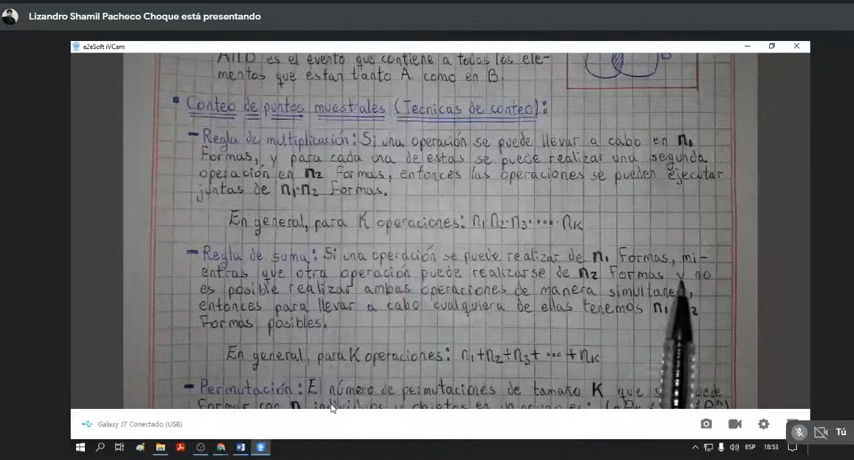 Lizandro Shamil Pacheco Choque está presentando
e2eSoft iVCam
AΠB es el evento que contiene a todos los ele-
mentos que estan tanto A como en B.
Conteo de puntos muestrales (Tecnicas de conteo):
- Regla de multiplicación: Si una operación se puede llevar a cabo en n₁
Formas, y para cada una de estas se puede realizar una segunda
operación en n₂ Formas, entonces las operaciones se pueden ejecutar
juntas de n₁·n₂ Formas.
En general, para K operaciones: n₁·n₂·n₃·....·nK
- Regla de suma: Si una operación se puede realizar de n₁ Formas, mi-
entras que otra operación puede realizarse de n₂ Formas y no
es posible realizar ambas operaciones de manera simultanea,
entonces para llevar a cabo cualquiera de ellas tenemos n₁
Formas posibles.
En general, para K operaciones: n₁+n₂+n₃+ ... + nK
- Permutación: El número de permutaciones de tamaño K que
Formar con n
Galaxy J7 Conectado (USB)
Tú
ESP 18:53